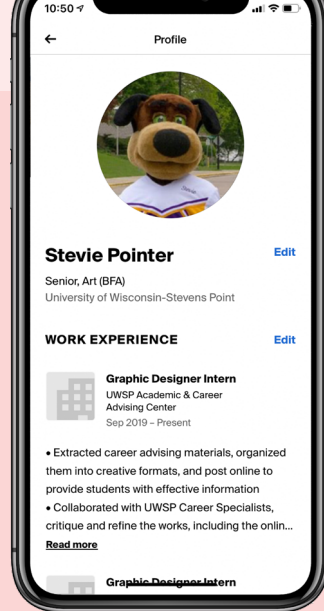 10:50
Profile
Stevie Pointer
Edit
Senior, Art (BFA)
University of Wisconsin-Stevens Point
WORK EXPERIENCE
Edit
Graphic Designer Intern
UWSP Academic & Career
Advising Center
Sep 2019 – Present
• Extracted career advising materials, organized
them into creative formats, and post online to
provide students with effective information
• Collaborated with UWSP Career Specialists,
critique and refine the works, including the onlin...
Read more
Graphic Designer Intern